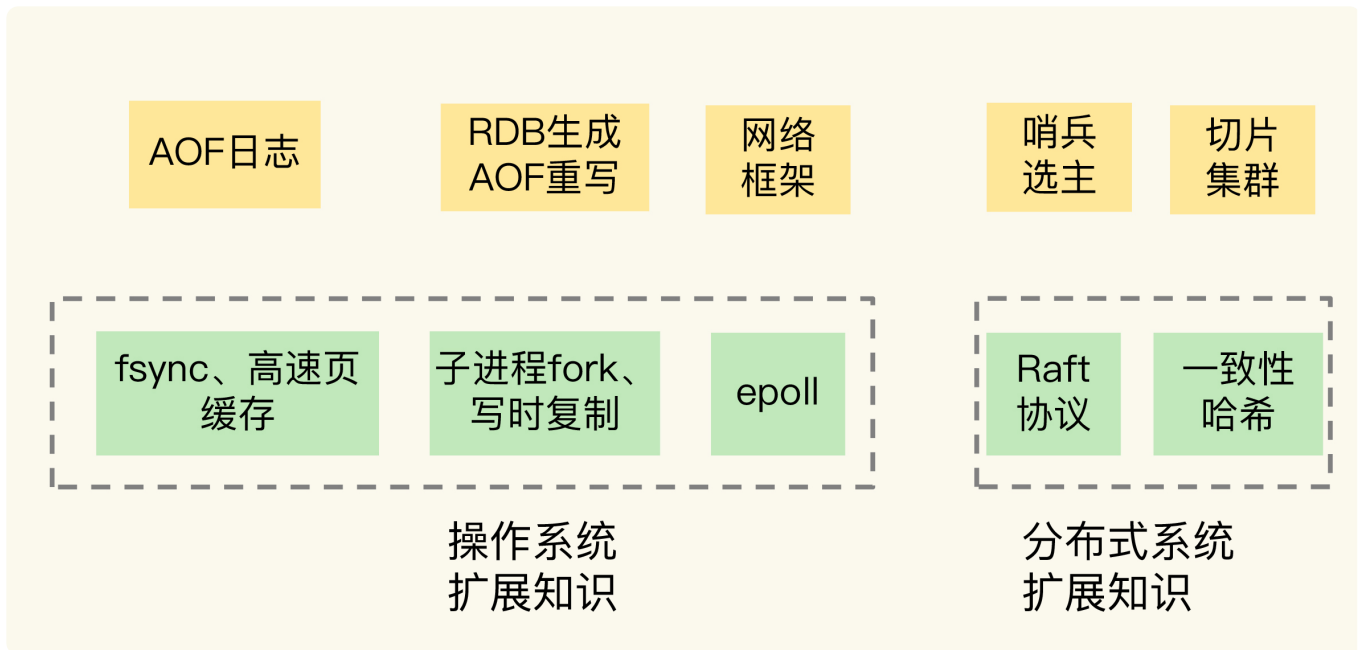 AOF日志
RDB生成
AOF重写
网络
框架
哨兵
选主
切片
集群
fsync、高速页
缓存
子进程fork、
写时复制
epoll
Raft
协议
一致性
哈希
操作系统
扩展知识
分布式系统
扩展知识